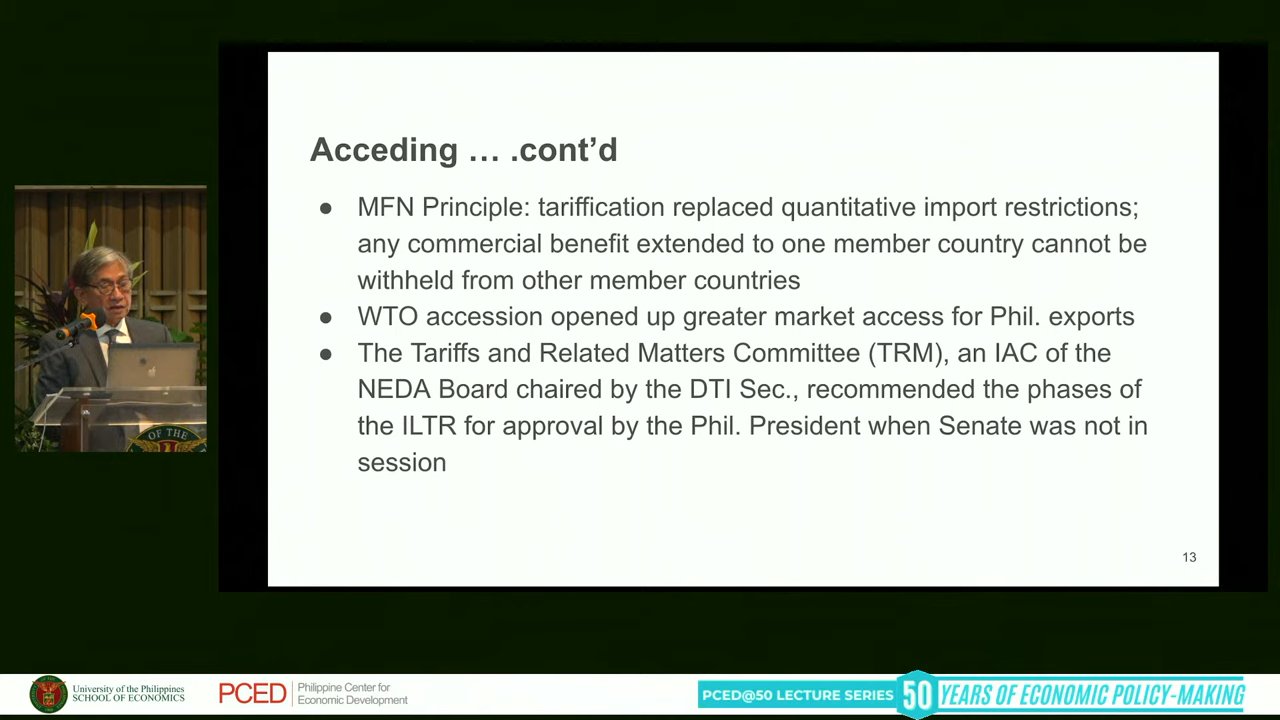 Acceding … .cont’d
● MFN Principle: tariffication replaced quantitative import restrictions;
any commercial benefit extended to one member country cannot be
withheld from other member countries
● WTO accession opened up greater market access for Phil. exports
● The Tariffs and Related Matters Committee (TRM), an IAC of the
NEDA Board chaired by the DTI Sec., recommended the phases of
the ILTR for approval by the Phil. President when Senate was not in
session
13
OF THE
University of the Philippines
SCHOOL OF ECONOMICS
PCED
Philippine Center for
Economic Development
PCED@50 LECTURE SERIES
50 YEARS OF ECONOMIC POLICY-MAKING